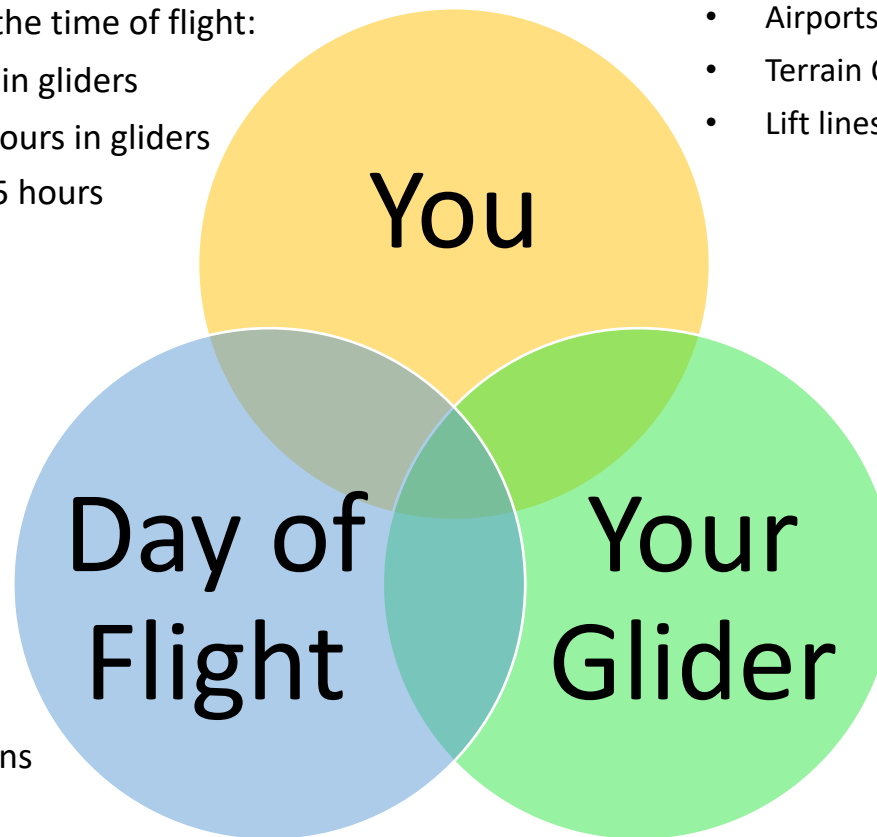 the time of flight:
in gliders
ours in gliders
5 hours
• Airports
• Terrain
• Lift lines
You
Day of
Flight
Your
Glider
ns